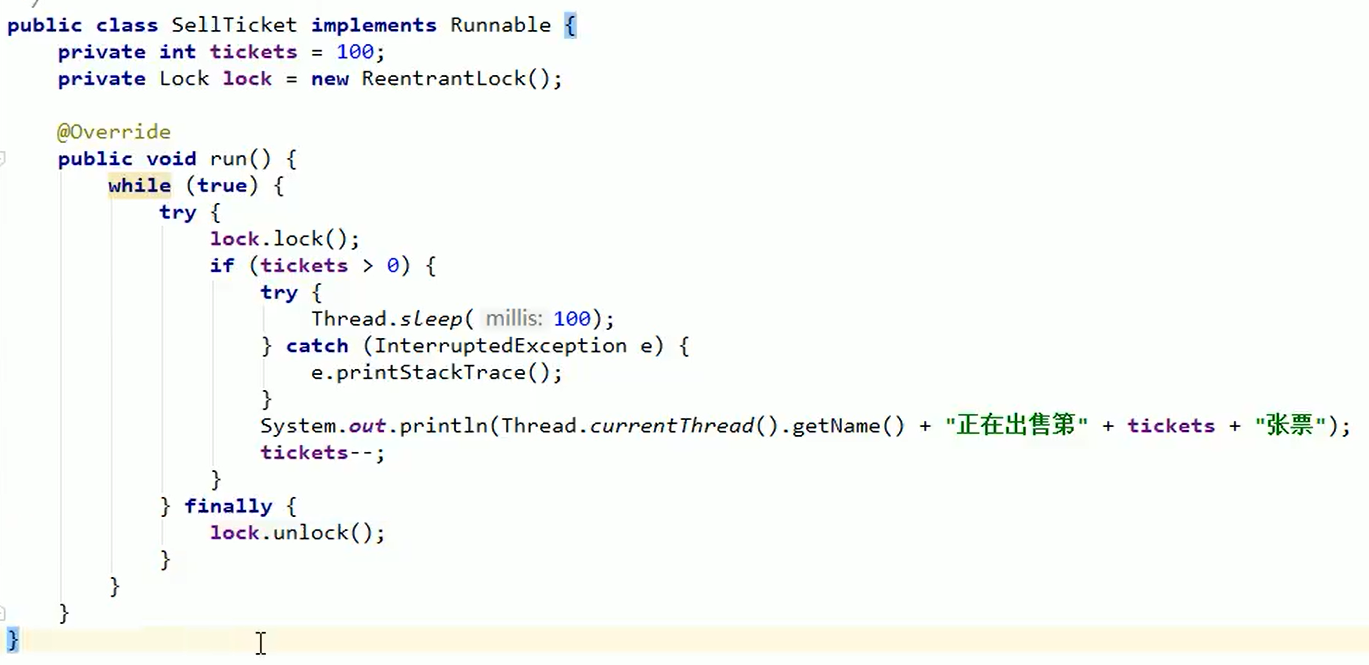 public class SellTicket implements Runnable {
private int tickets = 100;
private Lock lock = new ReentrantLock();
@Override
public void run() {
while (true) {
try {
lock.lock();
if (tickets > 0) {
try {
Thread.sleep( millis: 100);
} catch (InterruptedException e) {
e.printStackTrace();
}
System.out.println(Thread.currentThread().getName() + "正在出售第" + tickets + "张票");
tickets--;
}
} finally {
lock.unlock();
}
}
}
}